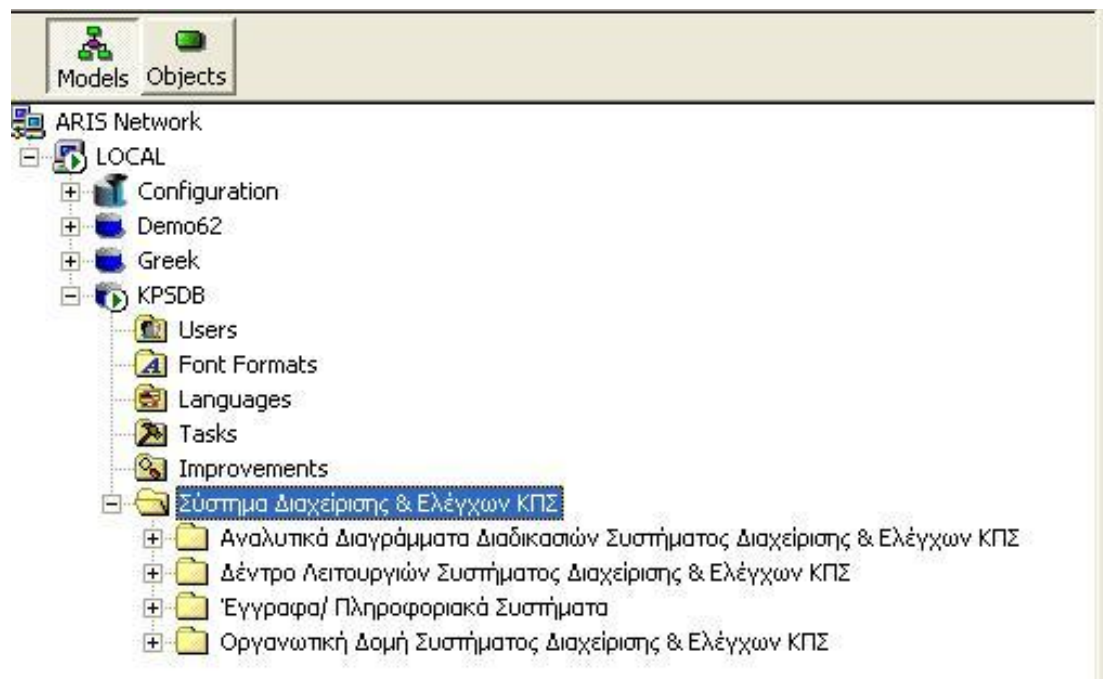 Models Objects
ARIS Network
LOCAL
Configuration
Demo62
Greek
KPSDB
Users
Font Formats
Languages
Tasks
Improvements
Σύστημα Διαχείρισης & Ελέγχων ΚΠΣ
Αναλυτικά Διαγράμματα Διαδικασιών Συστήματος Διαχείρισης & Ελέγχων ΚΠΣ
Δέντρο Λειτουργιών Συστήματος Διαχείρισης & Ελέγχων ΚΠΣ
Έγγραφα/ Πληροφοριακά Συστήματα
Οργανωτική Δομή Συστήματος Διαχείρισης & Ελέγχων ΚΠΣ